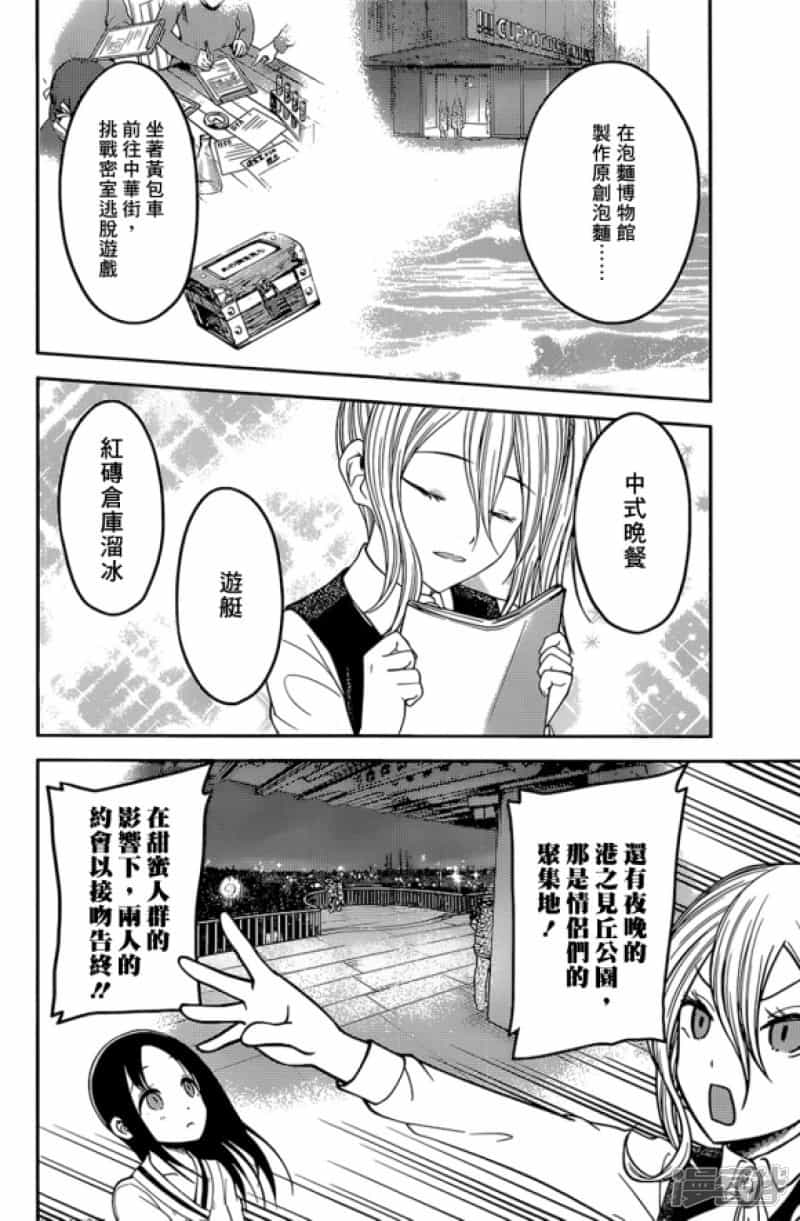 在泡麵博物館
製作原創泡麵……
坐著黃包車
前往中華街，
挑戰密室逃脫遊戲
中式晚餐
遊艇
紅磚倉庫溜冰
還有夜晚的
港之見丘公園，
那是情侶們的
聚集地！
在甜蜜人群的
影響下，兩人的
約會以接吻告終！！